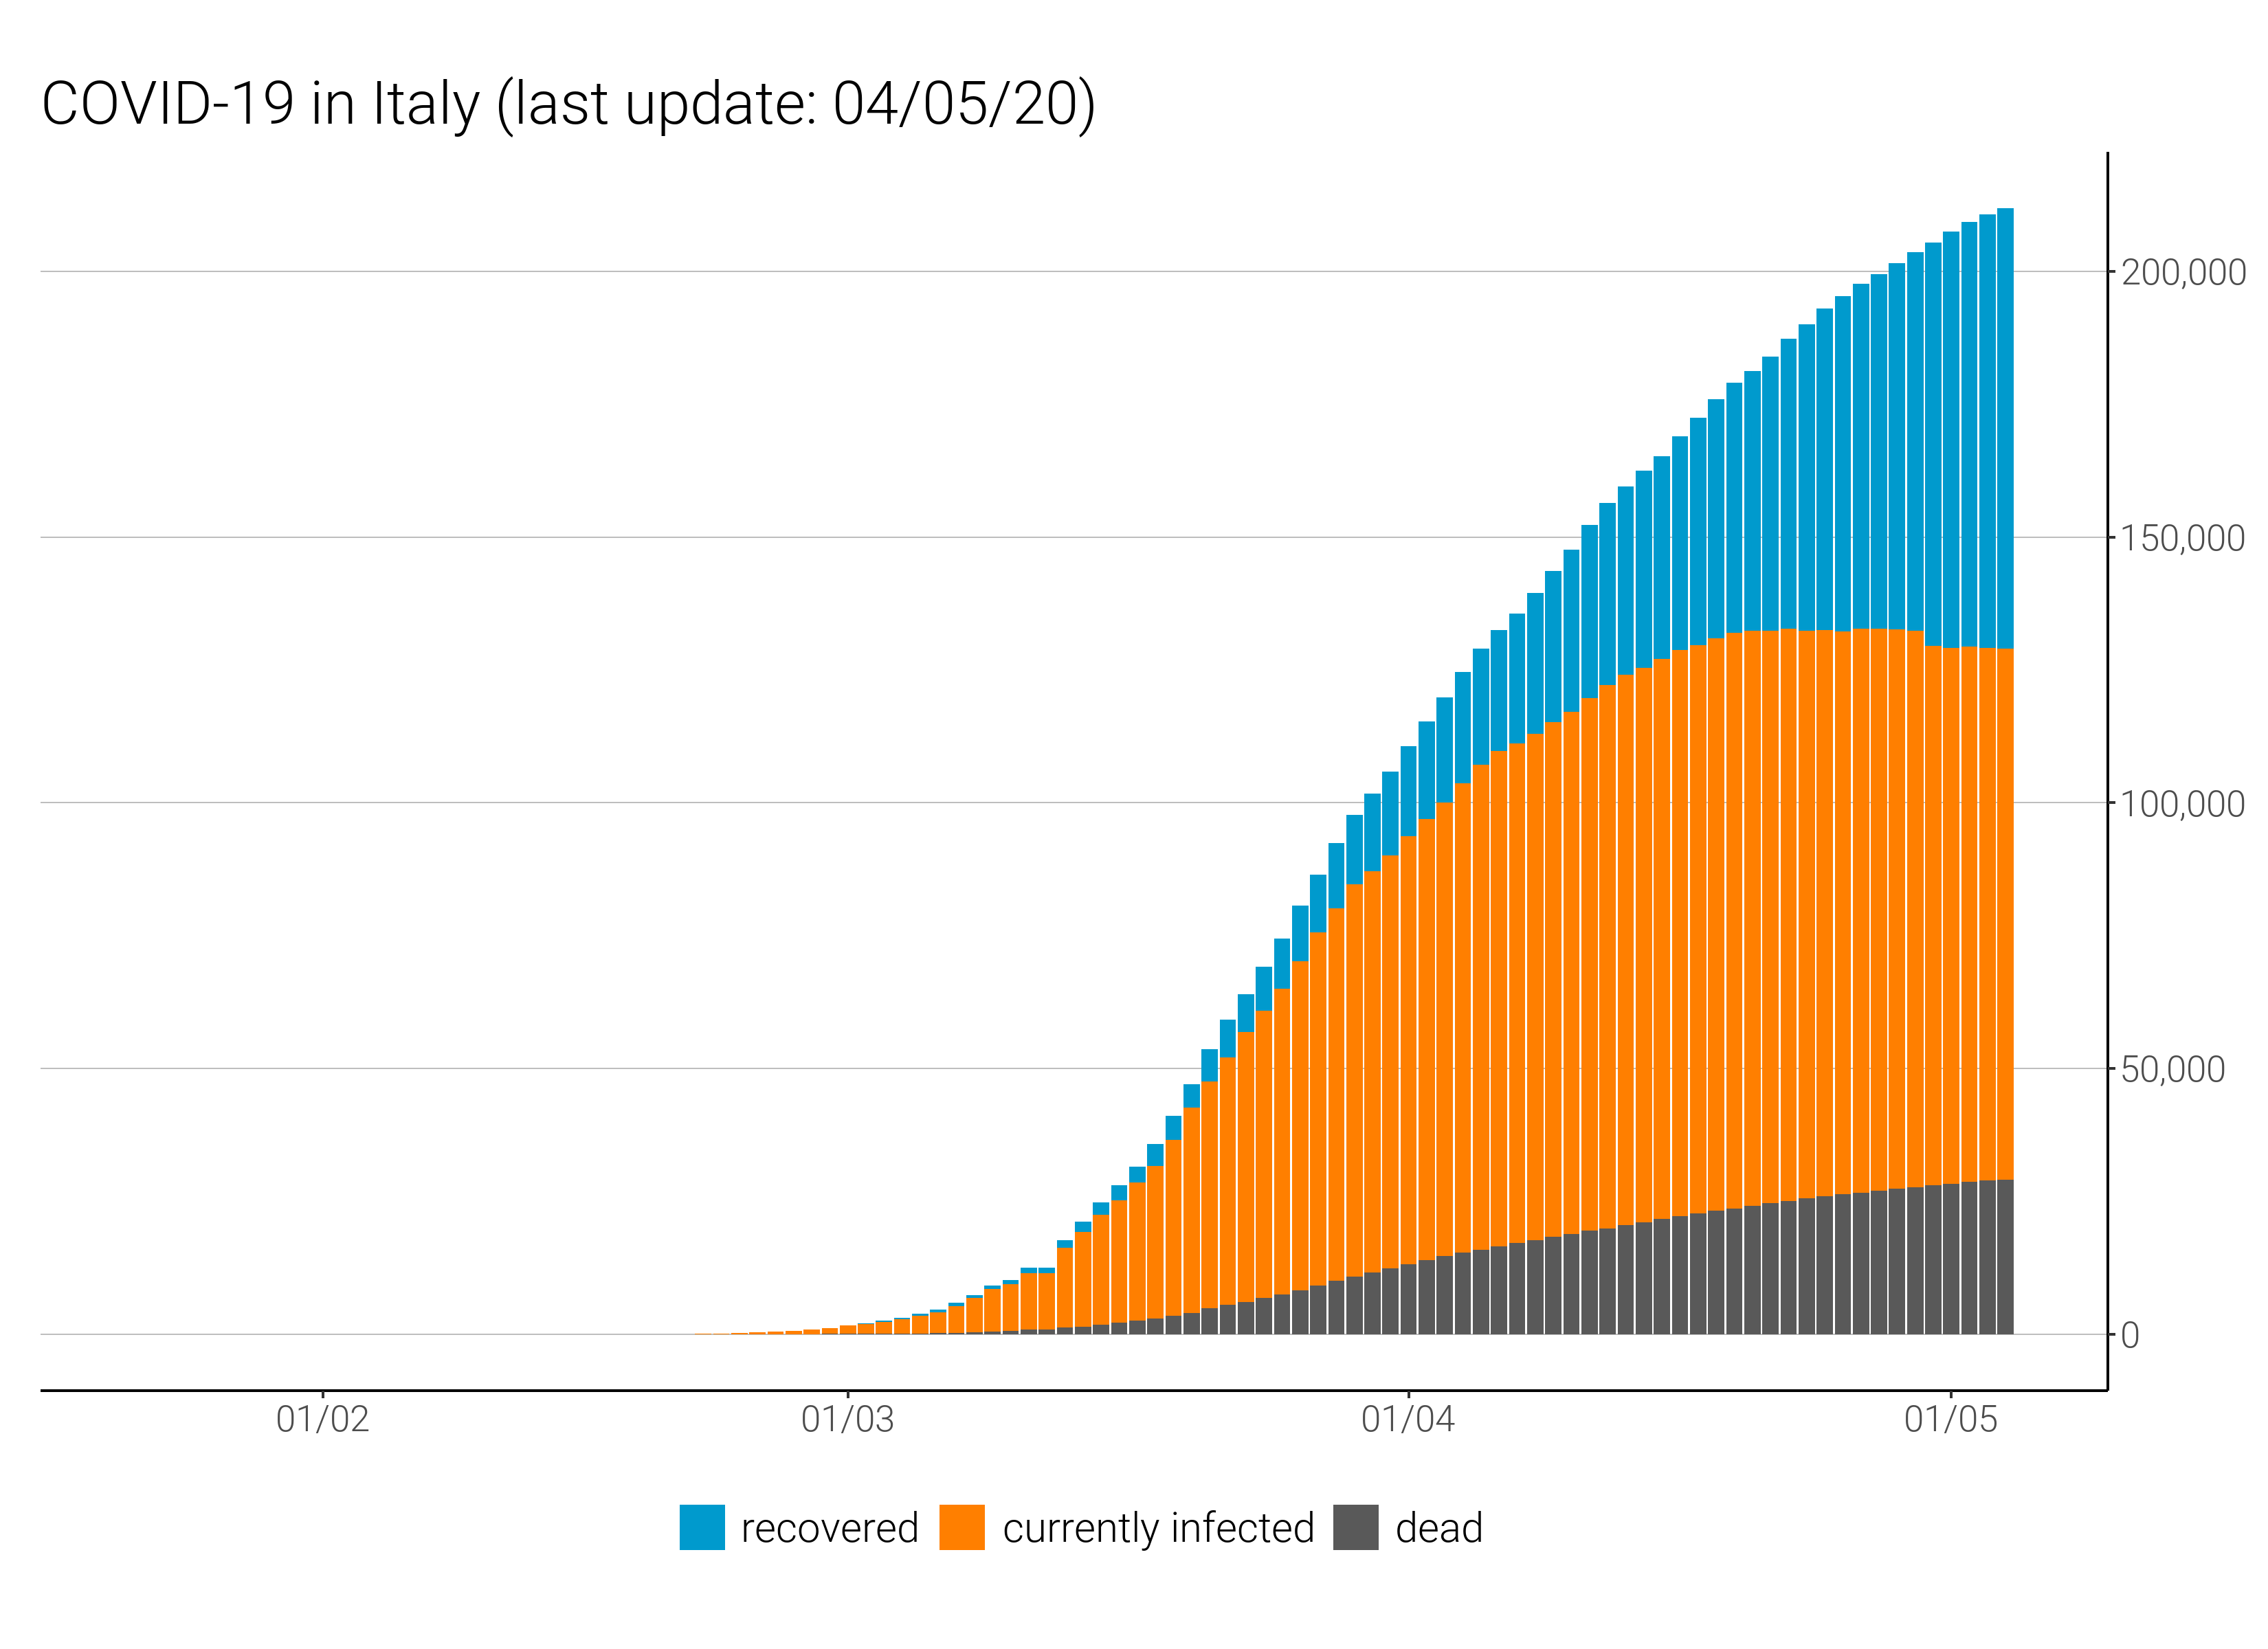 COVID-19 in Italy (last update: 04/05/20)
200,000
150,000
100,000
50,000
0
01/02 01/03 01/04 01/05
recovered currently infected dead